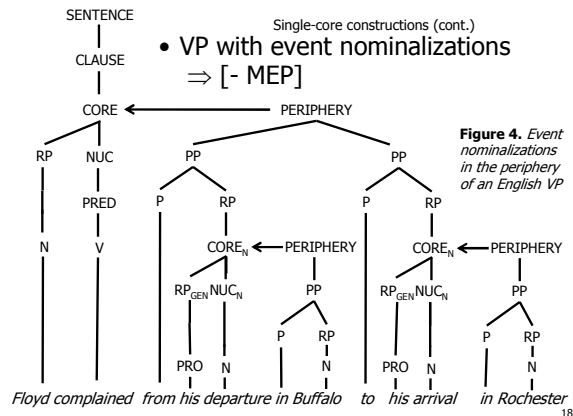 SENTENCE
Single-core constructions (cont.)
• VP with event nominalizations
CLAUSE
⇒ [- MEP]
CORE PERIPHERY
Figure 4. Event
nominalizations
in the periphery
of an English VP
RP NUC PP PP
PRED P RP P RP
N V CORE_N PERIPHERY CORE_N PERIPHERY
RP_GEN NUC_N PP RP_GEN NUC_N PP
P RP P RP
PRO N N PRO N N
Floyd complained from his departure in Buffalo to his arrival in Rochester
18